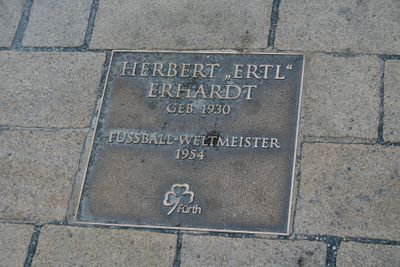 HERBERT „ERTL“
ERHARDT
GEB. 1930
FUSSBALL-WELTMEISTER
1954
Fürth